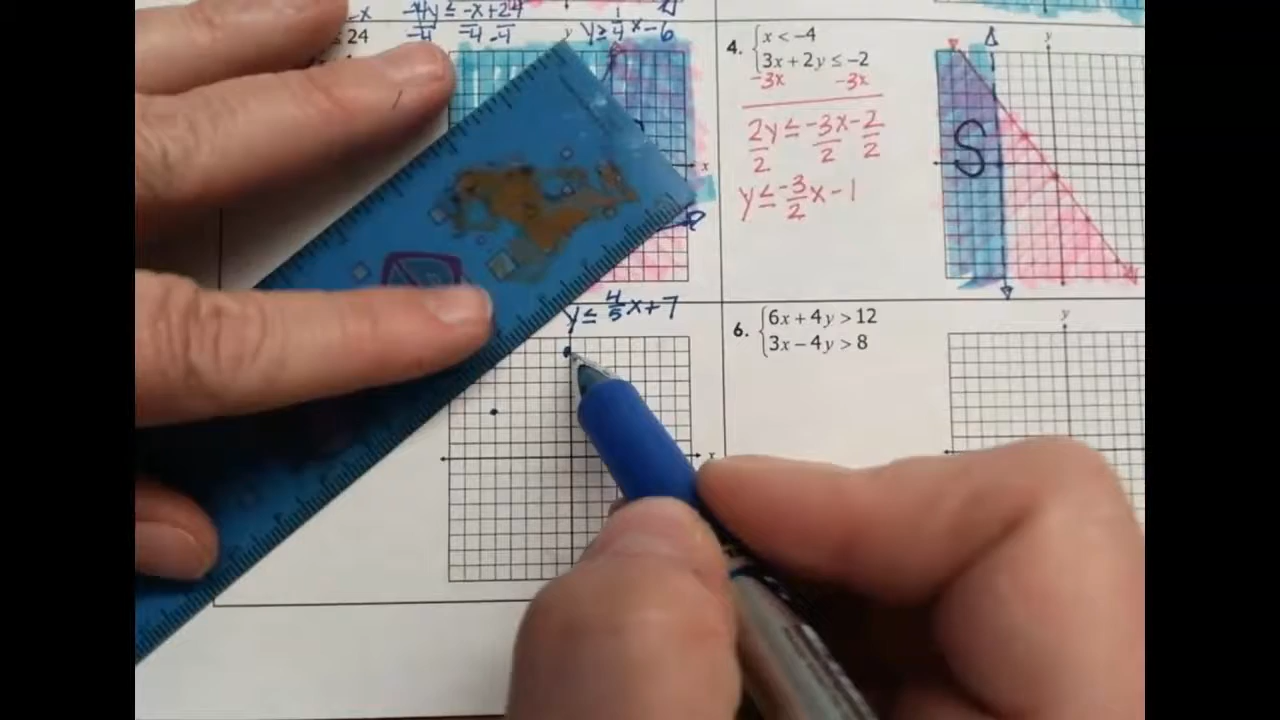 -4y ≤ -x+24
-4 -4 -4
≤ 24
y ≥ 1/4 x - 6
4. { x < -4
3x + 2y ≤ -2
-3x -3x
2y ≤ -3x - 2
2 2 2
y ≤ -3/2 x - 1
S
y
x
y ≤ 4/5 x + 7
x
6. { 6x + 4y > 12
3x - 4y > 8
y